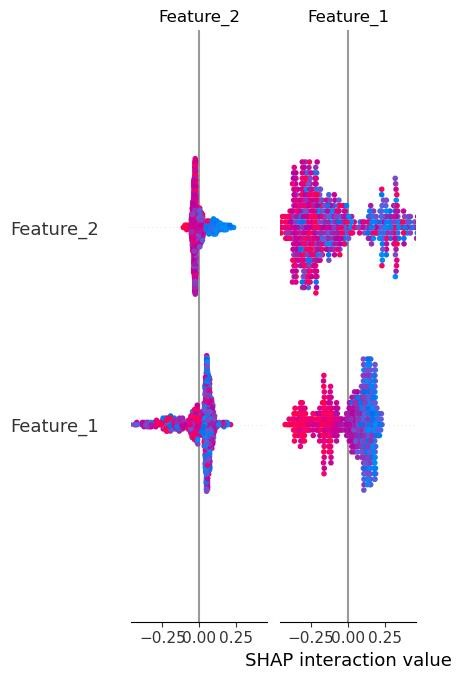 Feature_2 Feature_1
Feature_2
Feature_1
−0.25 0.00 0.25 −0.25 0.00 0.25
SHAP interaction value